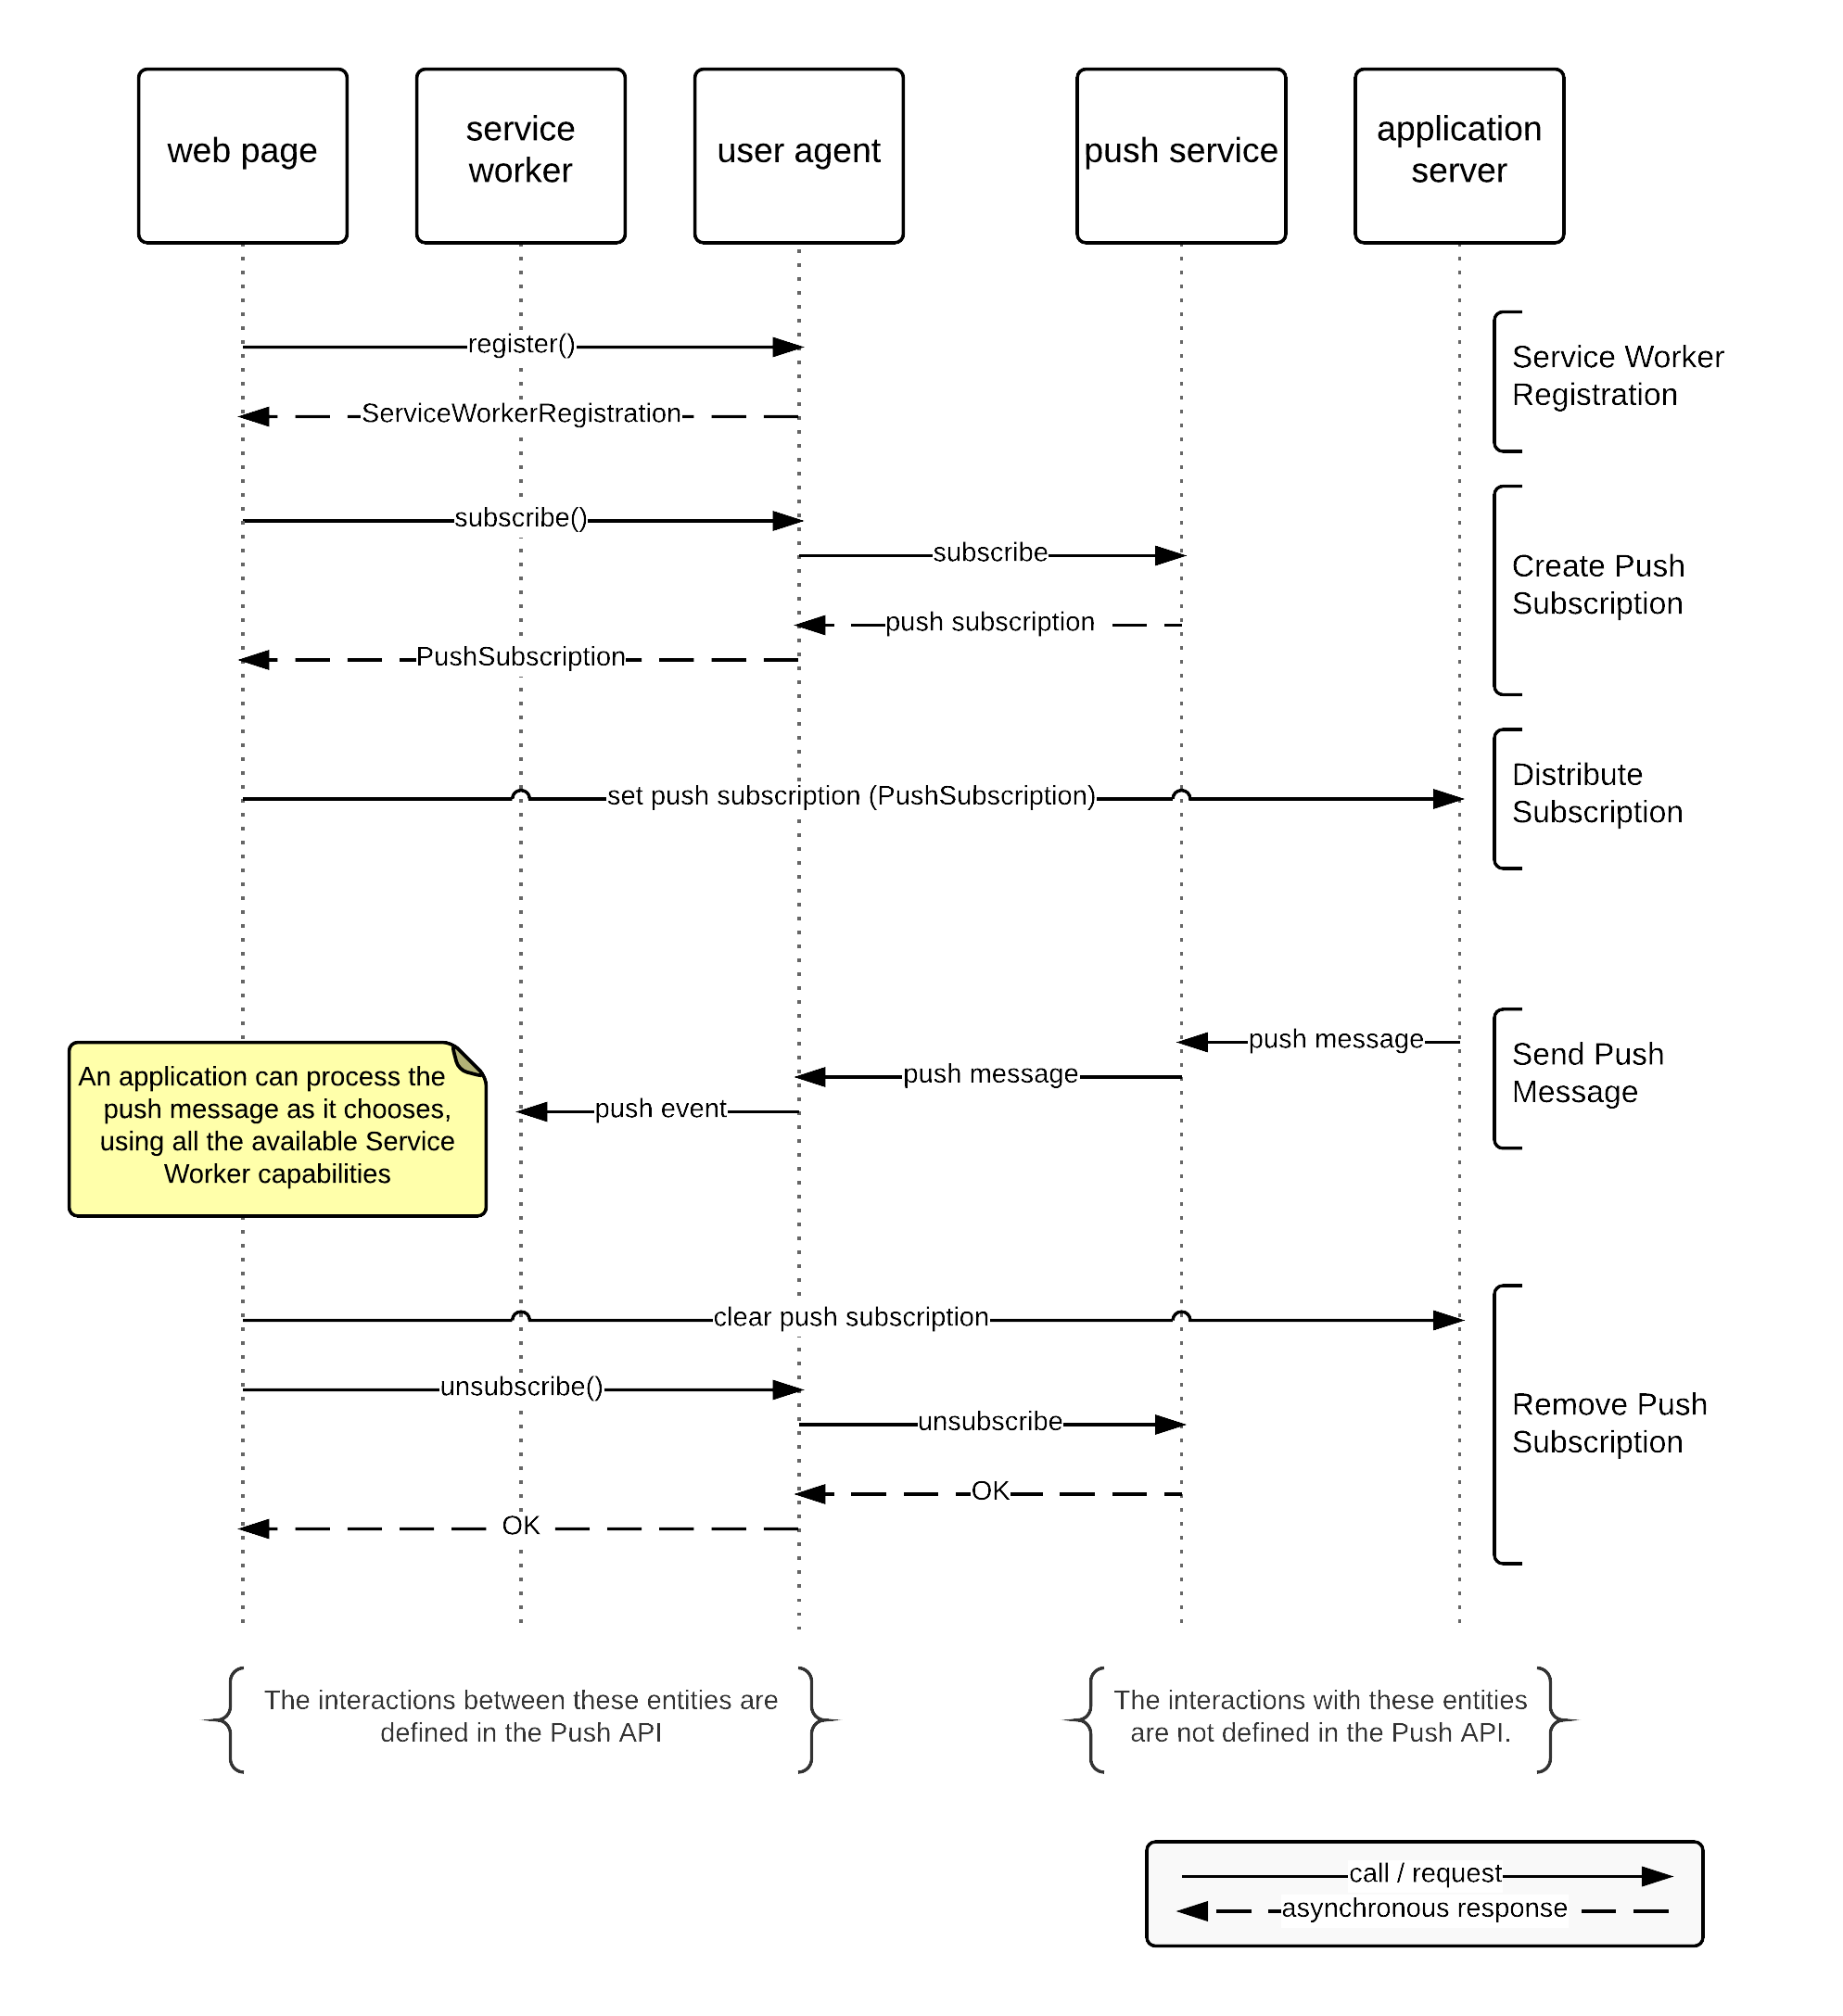 web page
service
worker
user agent
push service
application
server
register()
Service Worker
Registration
ServiceWorkerRegistration
subscribe()
subscribe
Create Push
Subscription
push subscription
PushSubscription
Distribute
Subscription
set push subscription (PushSubscription)
push message
Send Push
Message
push message
push event
An application can process the
push message as it chooses,
using all the available Service
Worker capabilities
clear push subscription
unsubscribe()
unsubscribe
Remove Push
Subscription
OK
OK
The interactions between these entities are
defined in the Push API
The interactions with these entities
are not defined in the Push API.
call / request
asynchronous response